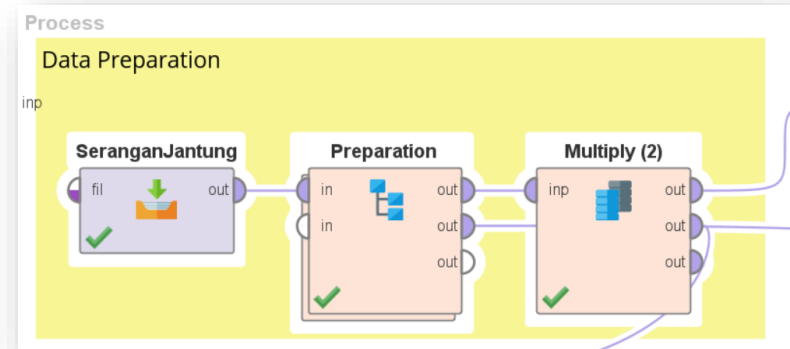 Process
Data Preparation
inp
SeranganJantung
Preparation
Multiply (2)
fil
out
in
out
inp
out
in
out
out
out
out